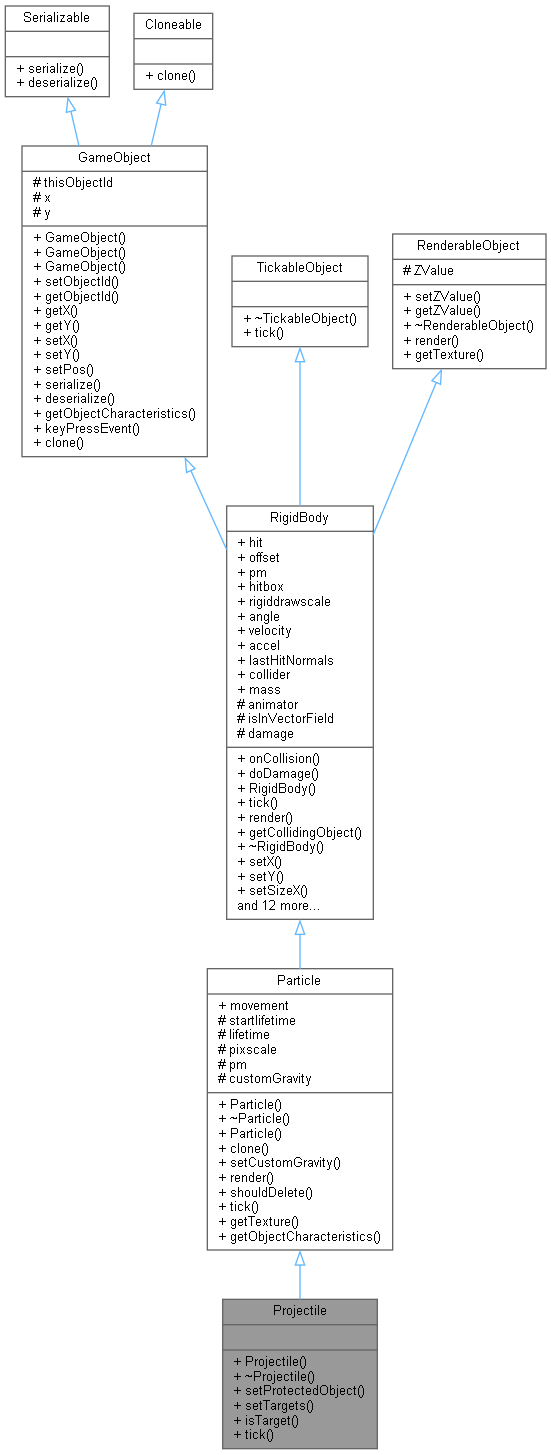 Serializable
+ serialize()
+ deserialize()
Cloneable
+ clone()
GameObject
# thisObjectId
# x
# y
+ GameObject()
+ GameObject()
+ GameObject()
+ setObjectId()
+ getObjectId()
+ getX()
+ getY()
+ setX()
+ setY()
+ setPos()
+ serialize()
+ deserialize()
+ getObjectCharacteristics()
+ keyPressEvent()
+ clone()
TickableObject
+ ~TickableObject()
+ tick()
RenderableObject
# ZValue
+ setZValue()
+ getZValue()
+ ~RenderableObject()
+ render()
+ getTexture()
RigidBody
+ hit
+ offset
+ pm
+ hitbox
+ rigiddrawscale
+ angle
+ velocity
+ accel
+ lastHitNormals
+ collider
+ mass
# animator
# isInVectorField
# damage
+ onCollision()
+ doDamage()
+ RigidBody()
+ tick()
+ render()
+ getCollidingObject()
+ ~RigidBody()
+ setX()
+ setY()
+ setSizeX()
and 12 more...
Particle
+ movement
# startlifetime
# lifetime
# pixscale
# pm
# customGravity
+ Particle()
+ ~Particle()
+ Particle()
+ clone()
+ setCustomGravity()
+ render()
+ shouldDelete()
+ tick()
+ getTexture()
+ getObjectCharacteristics()
Projectile
+ Projectile()
+ ~Projectile()
+ setProtectedObject()
+ setTargets()
+ isTarget()
+ tick()